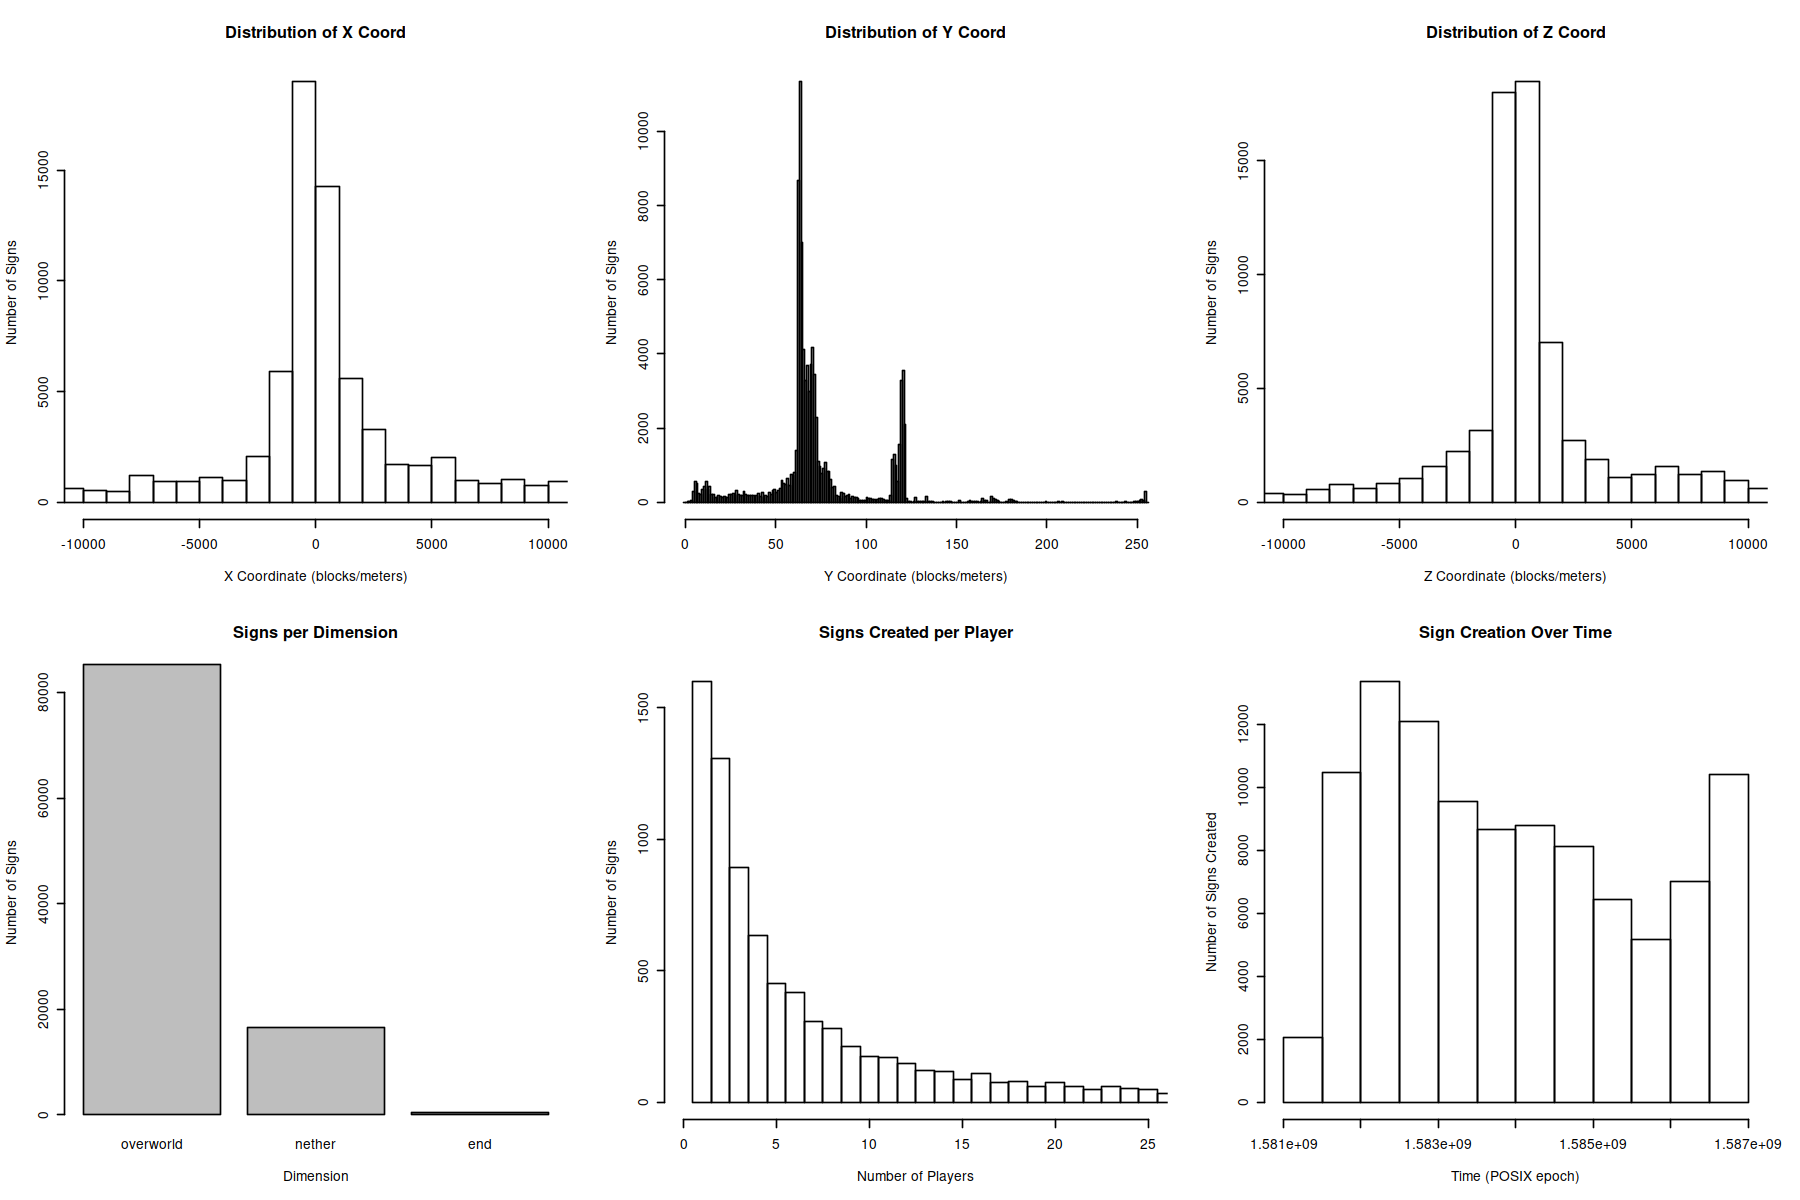 Distribution of X Coord
Number of Signs
0
5000
10000
15000
-10000
-5000
0
5000
10000
X Coordinate (blocks/meters)
Distribution of Y Coord
Number of Signs
0
2000
4000
6000
8000
10000
0
50
100
150
200
250
Y Coordinate (blocks/meters)
Distribution of Z Coord
Number of Signs
0
5000
10000
15000
-10000
-5000
0
5000
10000
Z Coordinate (blocks/meters)
Signs per Dimension
Number of Signs
0
20000
40000
60000
80000
overworld
nether
end
Dimension
Signs Created per Player
Number of Signs
0
500
1000
1500
0
5
10
15
20
25
Number of Players
Sign Creation Over Time
Number of Signs Created
0
2000
4000
6000
8000
10000
12000
1.581e+09
1.583e+09
1.585e+09
1.587e+09
Time (POSIX epoch)